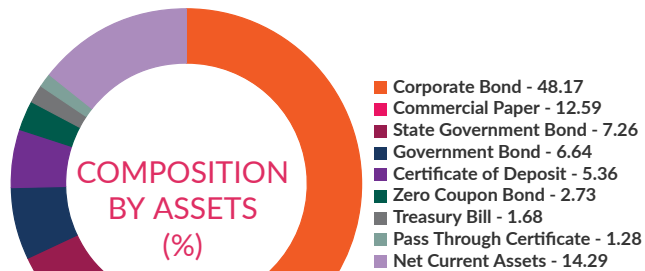 COMPOSITION
BY ASSETS
(%)
Corporate Bond - 48.17
Commercial Paper - 12.59
State Government Bond - 7.26
Government Bond - 6.64
Certificate of Deposit - 5.36
Zero Coupon Bond - 2.73
Treasury Bill - 1.68
Pass Through Certificate - 1.28
Net Current Assets - 14.29